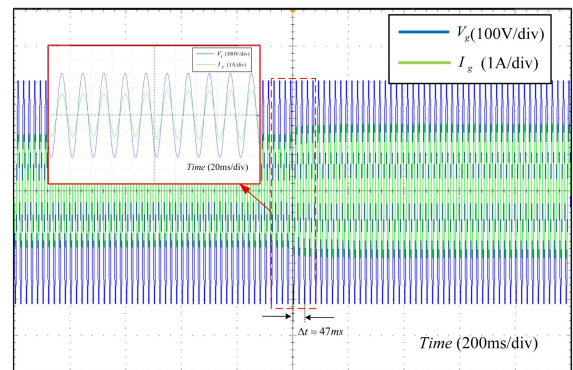 V_g(100V/div)
I_g (1A/div)
V_g (100V/div)
I_g (1A/div)
Time (20ms/div)
Δt = 47ms
Time (200ms/div)